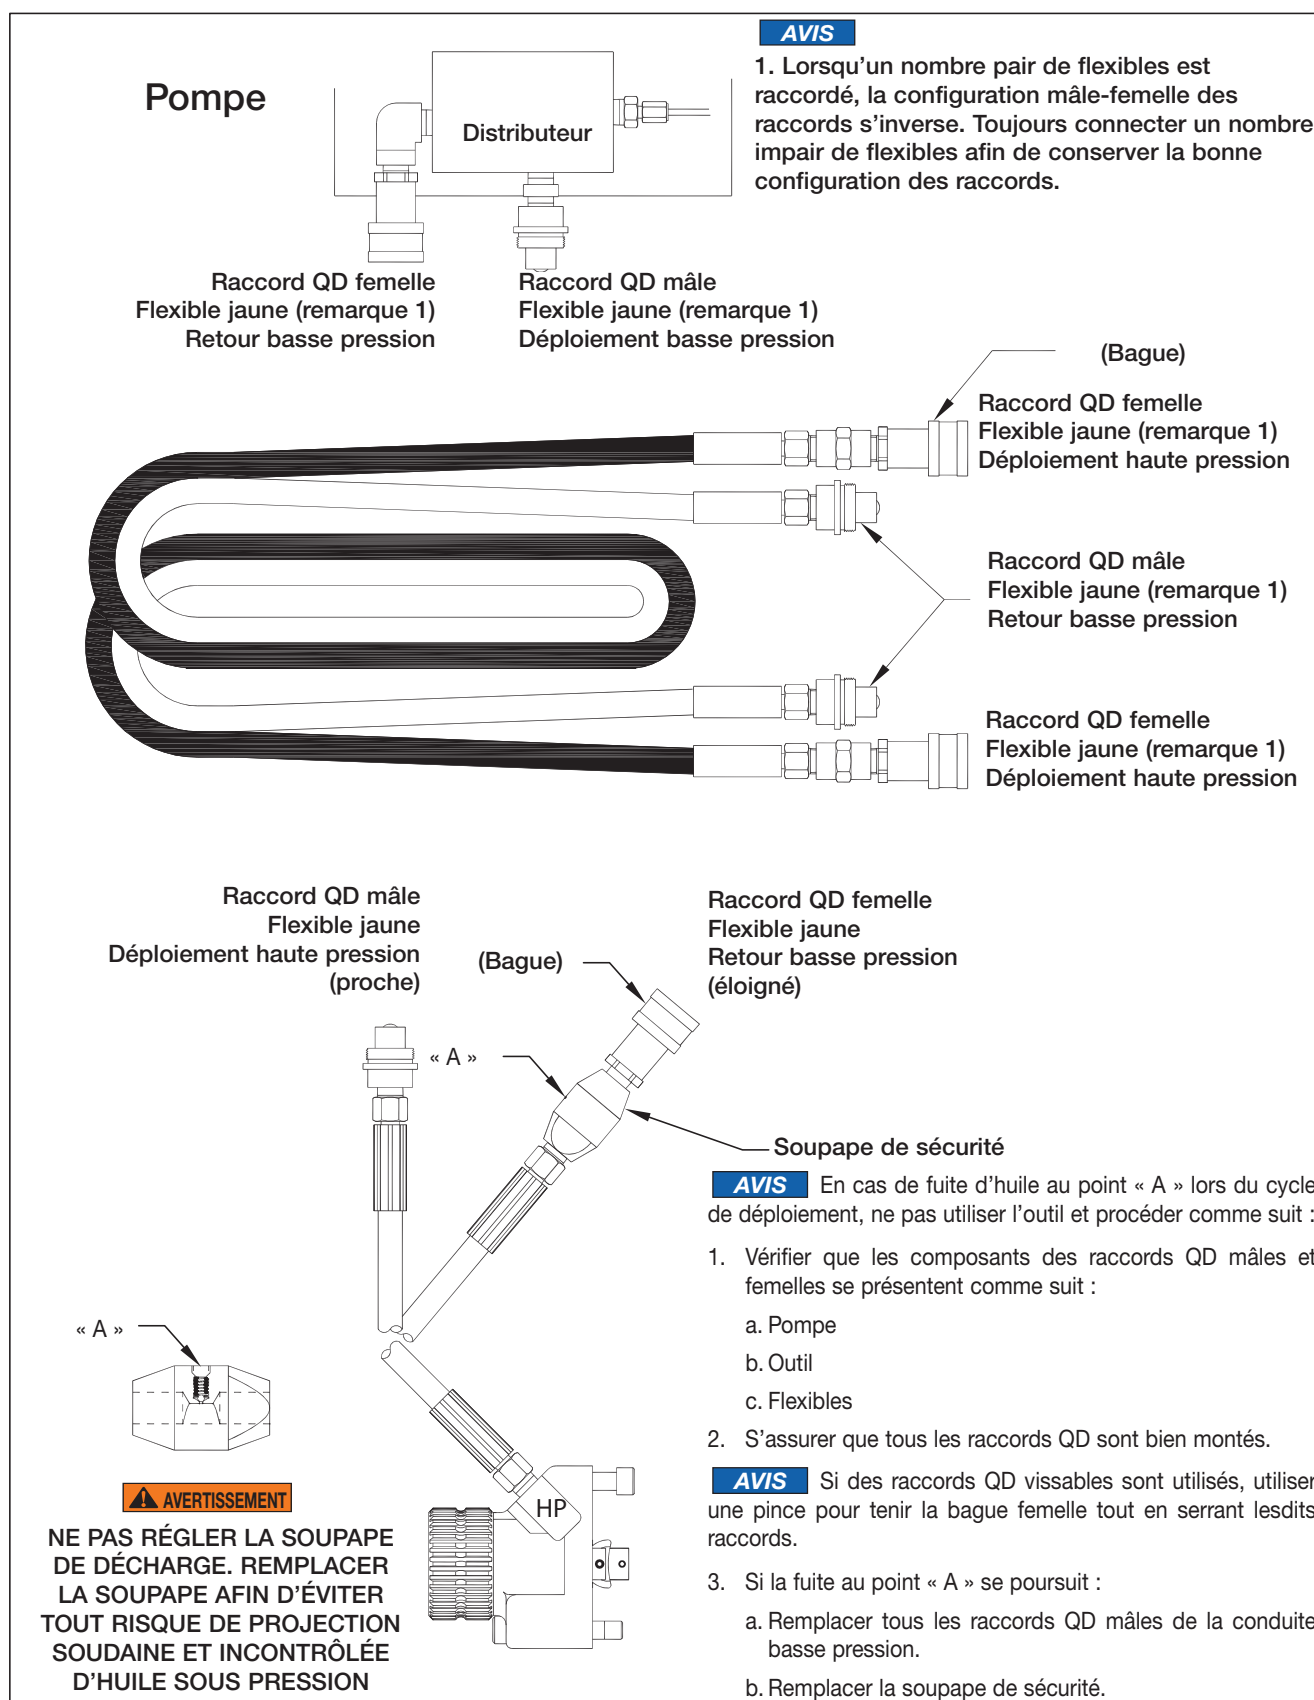 AVIS
1. Lorsqu'un nombre pair de flexibles est
raccordé, la configuration mâle-femelle des
raccords s'inverse. Toujours connecter un nombre
impair de flexibles afin de conserver la bonne
configuration des raccords.
Pompe
Distributeur
Raccord QD femelle
Flexible jaune (remarque 1)
Retour basse pression
Raccord QD mâle
Flexible jaune (remarque 1)
Déploiement basse pression
(Bague)
Raccord QD femelle
Flexible jaune (remarque 1)
Déploiement haute pression
Raccord QD mâle
Flexible jaune (remarque 1)
Retour basse pression
Raccord QD femelle
Flexible jaune (remarque 1)
Déploiement haute pression
Raccord QD mâle
Flexible jaune
Déploiement haute pression
(proche)
(Bague)
Raccord QD femelle
Flexible jaune
Retour basse pression
(éloigné)
« A »
Soupape de sécurité
AVIS En cas de fuite d'huile au point « A » lors du cycle
de déploiement, ne pas utiliser l'outil et procéder comme suit :
1. Vérifier que les composants des raccords QD mâles et
femelles se présentent comme suit :
a. Pompe
b. Outil
c. Flexibles
2. S'assurer que tous les raccords QD sont bien montés.
AVIS Si des raccords QD vissables sont utilisés, utiliser
une pince pour tenir la bague femelle tout en serrant lesdits
raccords.
3. Si la fuite au point « A » se poursuit :
a. Remplacer tous les raccords QD mâles de la conduite
basse pression.
b. Remplacer la soupape de sécurité.
« A »
HP
AVERTISSEMENT
NE PAS RÉGLER LA SOUPAPE
DE DÉCHARGE. REMPLACER
LA SOUPAPE AFIN D'ÉVITER
TOUT RISQUE DE PROJECTION
SOUDAINE ET INCONTRÔLÉE
D'HUILE SOUS PRESSION